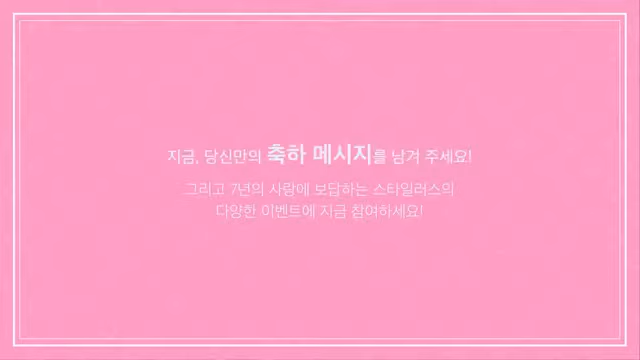 지금, 당신만의 축하 메시지를 남겨 주세요!
그리고 7년의 사랑에 보답하는 스타일러스의
다양한 이벤트에 지금 참여하세요!